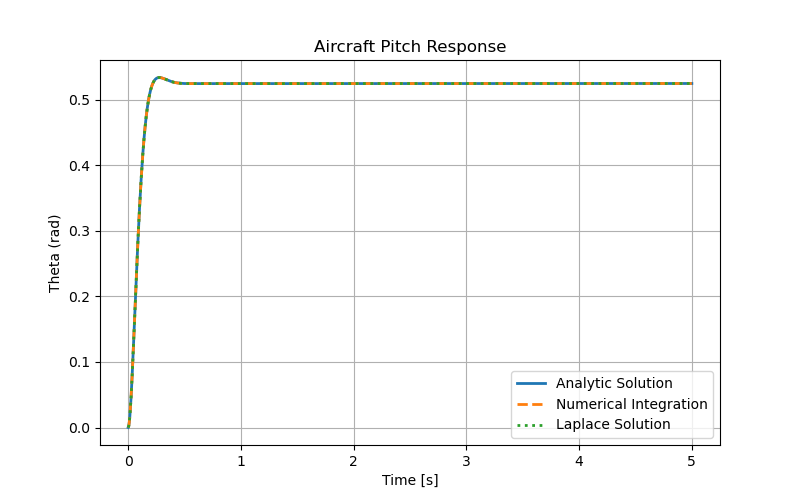 Aircraft Pitch Response
Theta (rad)
0.5
0.4
0.3
0.2
0.1
0.0
0 1 2 3 4 5
Time [s]
Analytic Solution
Numerical Integration
Laplace Solution